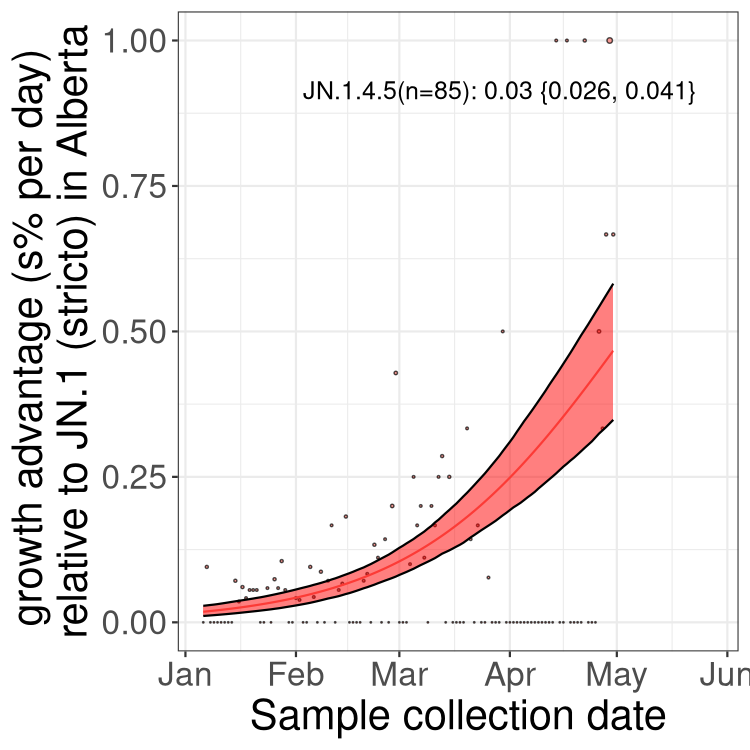 growth advantage (s% per day)
relative to JN.1 (stricto) in Alberta
1.00
0.75
0.50
0.25
0.00
JN.1.4.5(n=85): 0.03 {0.026, 0.041}
Jan Feb Mar Apr May Jun
Sample collection date